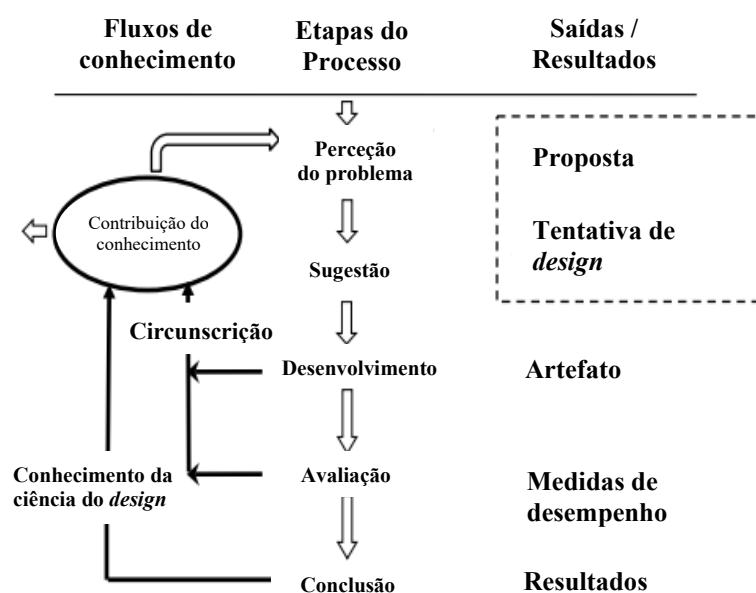 Fluxos de
conhecimento
Etapas do
Processo
Saídas /
Resultados
Perceção
do problema
Proposta
Contribuição do
conhecimento
Tentativa de
design
Sugestão
Circunscrição
Desenvolvimento
Artefato
Conhecimento da
ciência do design
Avaliação
Medidas de
desempenho
Conclusão
Resultados